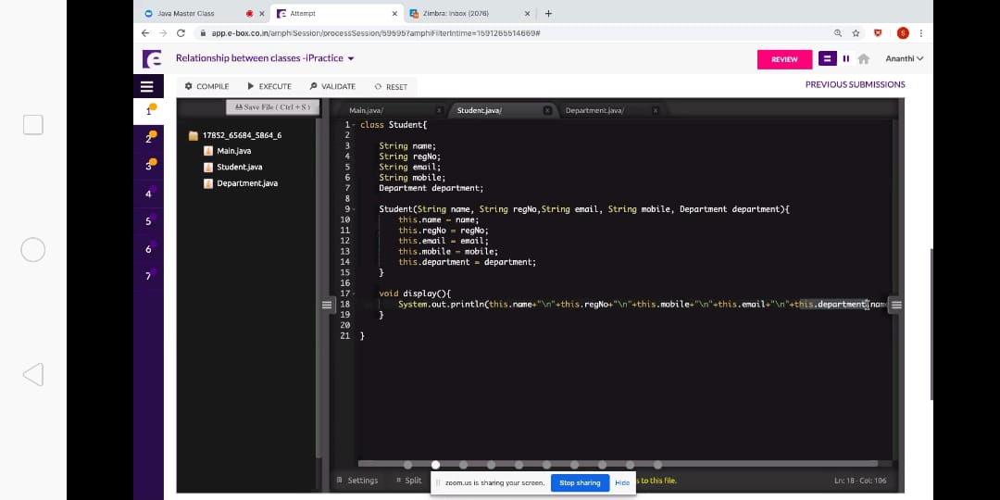 Java Master Class
Attempt
Zimbra: Inbox (2076)
app.e-box.co.in/amphiSession/processSession/59595?amphiFilterIntime=1591265514669#
Relationship between classes -iPractice
REVIEW
Ananthi
COMPILE EXECUTE VALIDATE RESET
PREVIOUS SUBMISSIONS
Save File ( Ctrl + S )
17852_65684_5864_6
Main.java
Student.java
Department.java
1
2
3
4
5
6
7
Main.java/ x Student.java/ x Department.java/ x
1 class Student{
2
3 String name;
4 String regNo;
5 String email;
6 String mobile;
7 Department department;
8
9 Student(String name, String regNo,String email, String mobile, Department department){
10 this.name = name;
11 this.regNo = regNo;
12 this.email = email;
13 this.mobile = mobile;
14 this.department = department;
15 }
16
17 void display(){
18 System.out.println(this.name+"\n"+this.regNo+"\n"+this.mobile+"\n"+this.email+"\n"+this.department.nam
19 }
20
21 }
Settings Split
zoom.us is sharing your screen. Stop sharing Hide
s to this file.
Ln: 18 - Col: 106